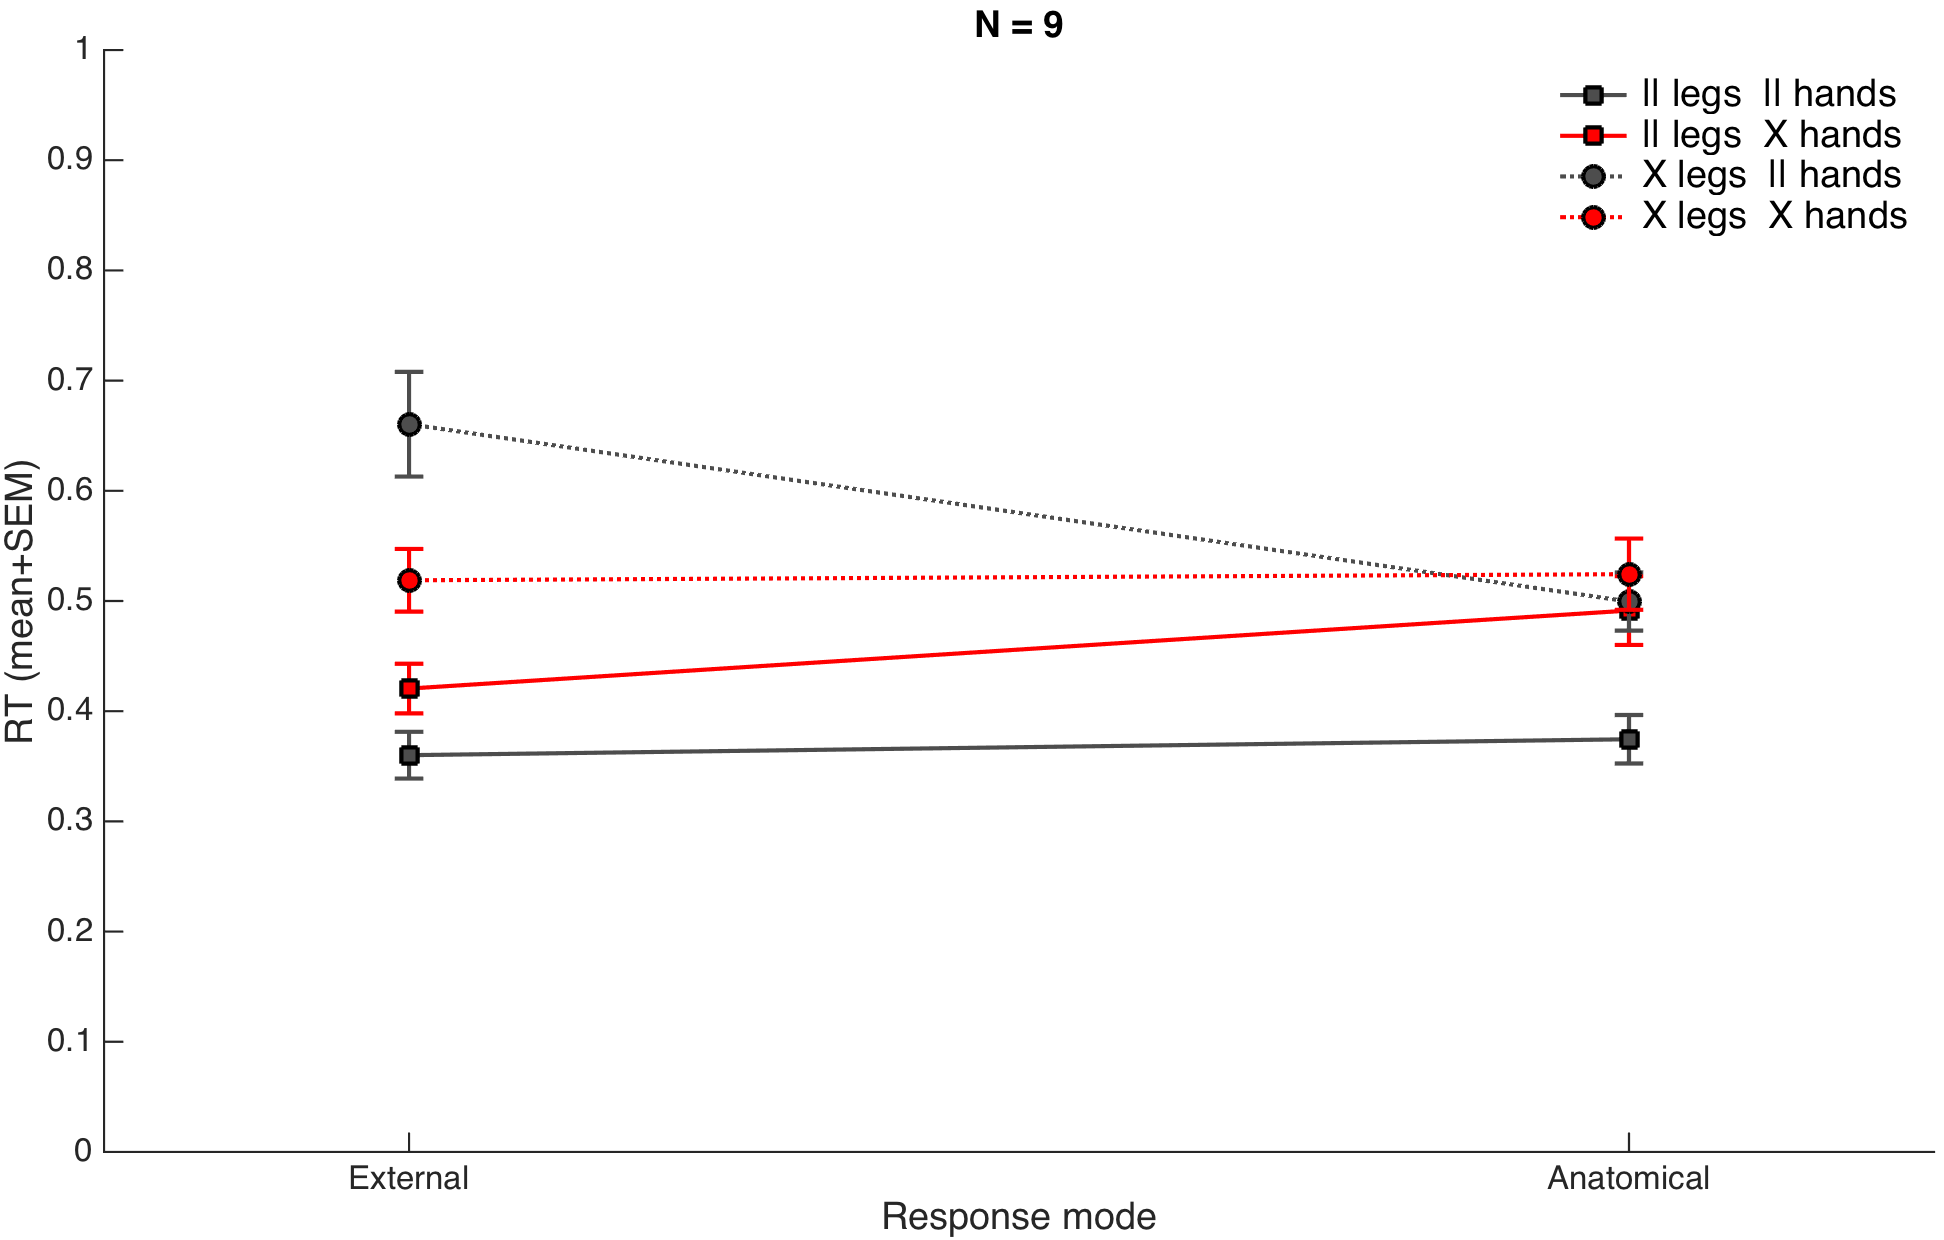 N = 9
1
0.9
0.8
0.7
0.6
0.5
0.4
0.3
0.2
0.1
0
RT (mean+SEM)
ll legs  ll hands
ll legs  X hands
X legs  ll hands
X legs  X hands
External
Anatomical
Response mode